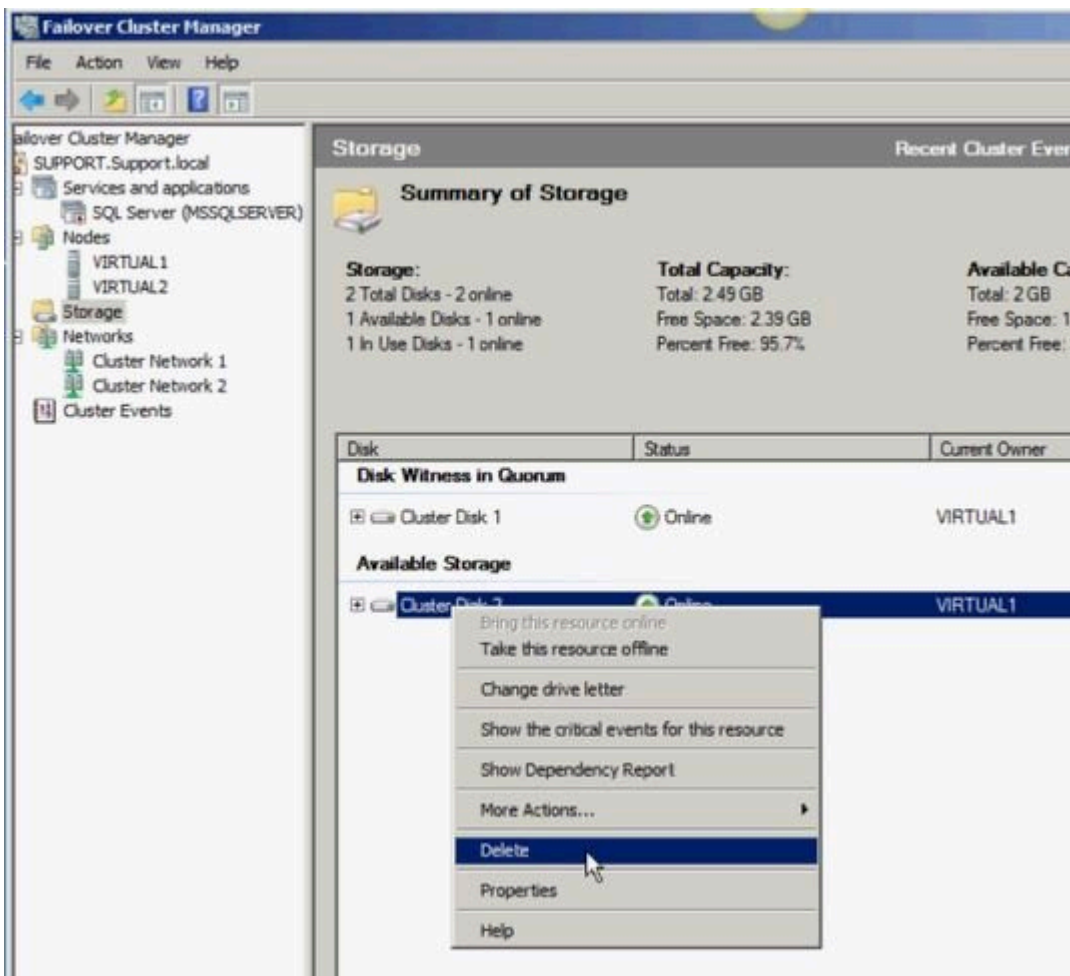 Failover Cluster Manager
File Action View Help
ailover Cluster Manager
SUPPORT.Support.local
Services and applications
SQL Server (MSSQLSERVER)
Nodes
VIRTUAL1
VIRTUAL2
Storage
Networks
Cluster Network 1
Cluster Network 2
Cluster Events
Storage Recent Cluster Ever
Summary of Storage
Storage: Total Capacity: Available Ca
2 Total Disks - 2 online Total: 2.49 GB Total: 2 GB
1 Available Disks - 1 online Free Space: 2.39 GB Free Space: 1
1 In Use Disks - 1 online Percent Free: 95.7% Percent Free:
Disk Status Current Owner
Disk Witness in Quorum
Cluster Disk 1 Online VIRTUAL1
Available Storage
Cluster Disk 2 Online VIRTUAL1
Bring this resource online
Take this resource offline
Change drive letter
Show the critical events for this resource
Show Dependency Report
More Actions...
Delete
Properties
Help